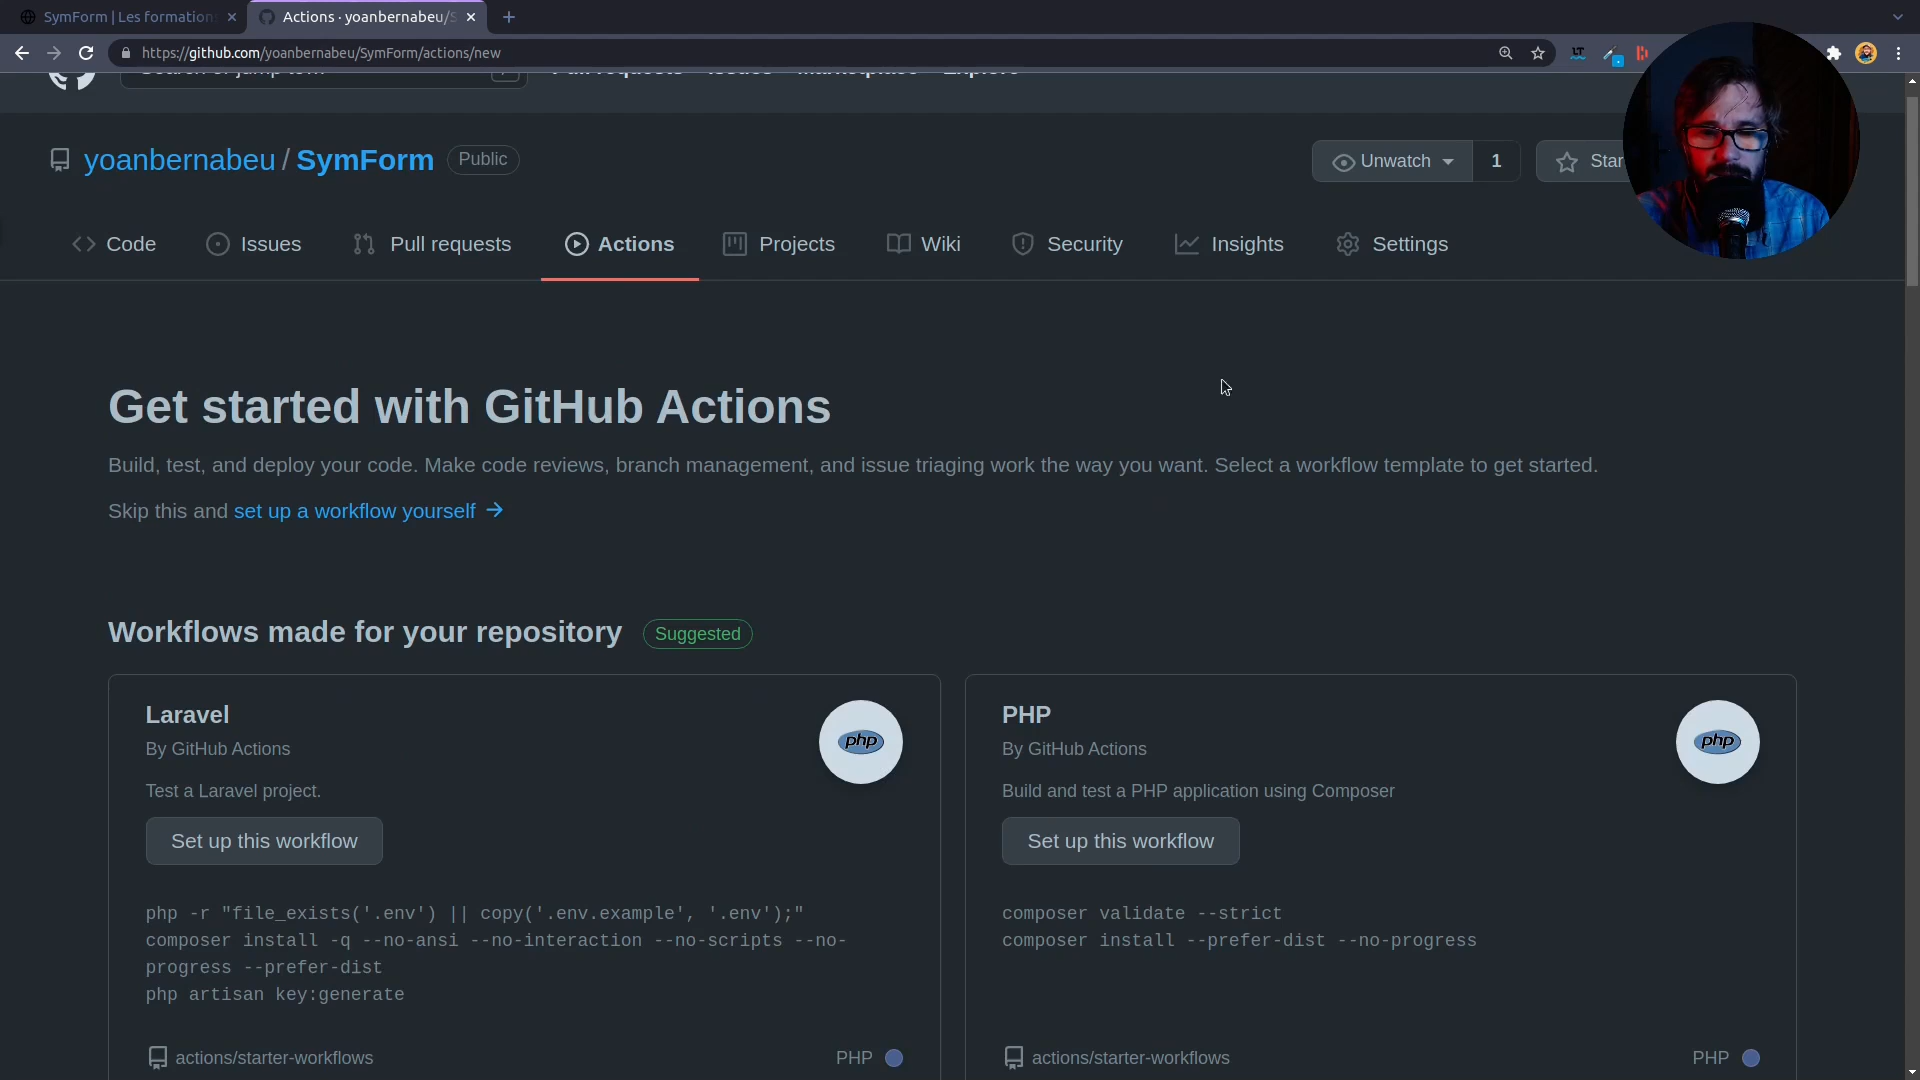 SymForm | Les formation
Actions · yoanbernabeu/S
https://github.com/yoanbernabeu/SymForm/actions/new
yoanbernabeu / SymForm Public
Unwatch 1 Star
Code Issues Pull requests Actions Projects Wiki Security Insights Settings
Get started with GitHub Actions
Build, test, and deploy your code. Make code reviews, branch management, and issue triaging work the way you want. Select a workflow template to get started.
Skip this and set up a workflow yourself →
Workflows made for your repository Suggested
Laravel
By GitHub Actions
php
Test a Laravel project.
Set up this workflow
php -r "file_exists('.env') || copy('.env.example', '.env');"
composer install -q --no-ansi --no-interaction --no-scripts --no-
progress --prefer-dist
php artisan key:generate
actions/starter-workflows PHP
PHP
By GitHub Actions
php
Build and test a PHP application using Composer
Set up this workflow
composer validate --strict
composer install --prefer-dist --no-progress
actions/starter-workflows PHP